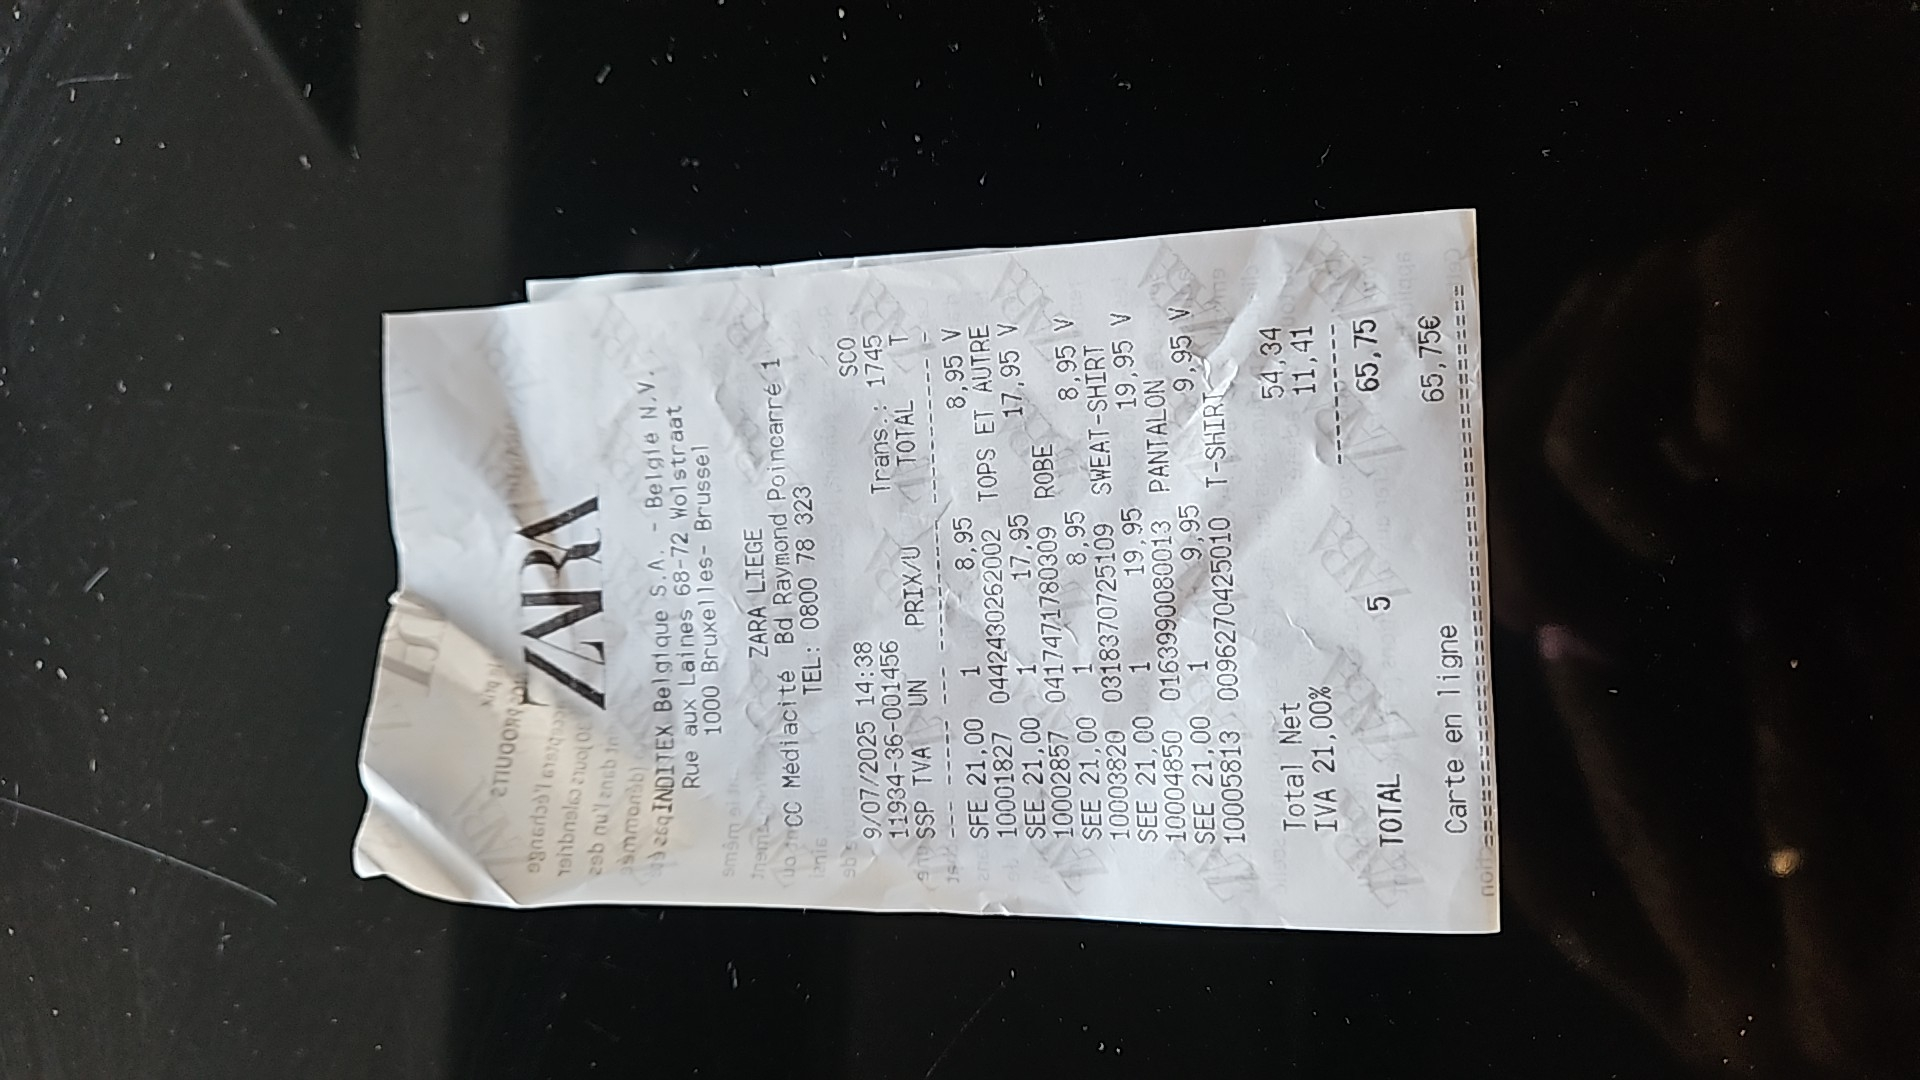 ZARA
INDITEX Belgique S.A. - Belgie N.V.
Rue aux Laines 68-72 Wolstraat
1000 Bruxelles- Brussel
ZARA LIEGE
CC Médiacité Bd Raymond Poincarré 1
TEL: 0800 78 323
9/07/2025 14:38 SCO
11934-36-001456 Trans.: 1745
SSP TVA UN PRIX/U TOTAL T
--- ----- --- ---------- ---------- -
SFE 21,00 1 8,95 8,95 V
10001827 04424302620​02 TOPS ET AUTRE
SEE 21,00 1 17,95 17,95 V
10002857 0417471780309 ROBE
SEE 21,00 1 8,95 8,95 V
10003820 0318370725109 SWEAT-SHIRT
SEE 21,00 1 19,95 19,95 V
10004850 0163990080013 PANTALON
SEE 21,00 1 9,95 9,95 V
10005813 0096270425010 T-ShIRT
Total Net 54,34
IVA 21,00% 11,41
----------
TOTAL 5 65,75
Carte en ligne 65,75€